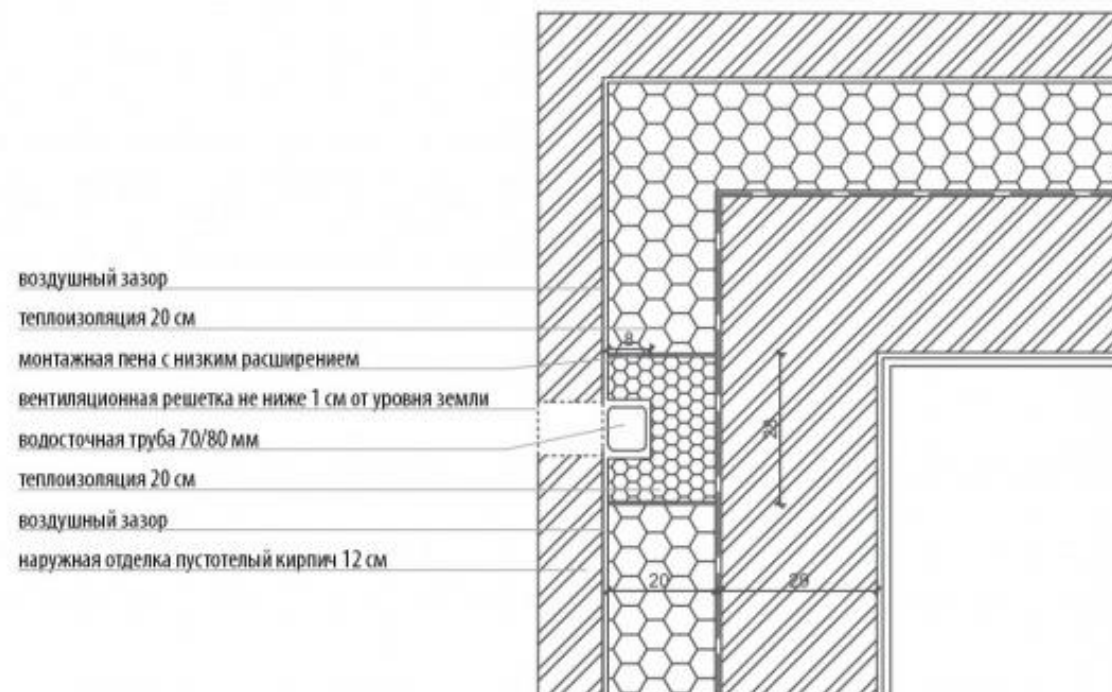 воздушный зазор
теплоизоляция 20 см
монтажная пена с низким расширением
вентиляционная решетка не ниже 1 см от уровня земли
водосточная труба 70/80 мм
теплоизоляция 20 см
воздушный зазор
наружная отделка пустотелый кирпич 12 см
8
28
20
29